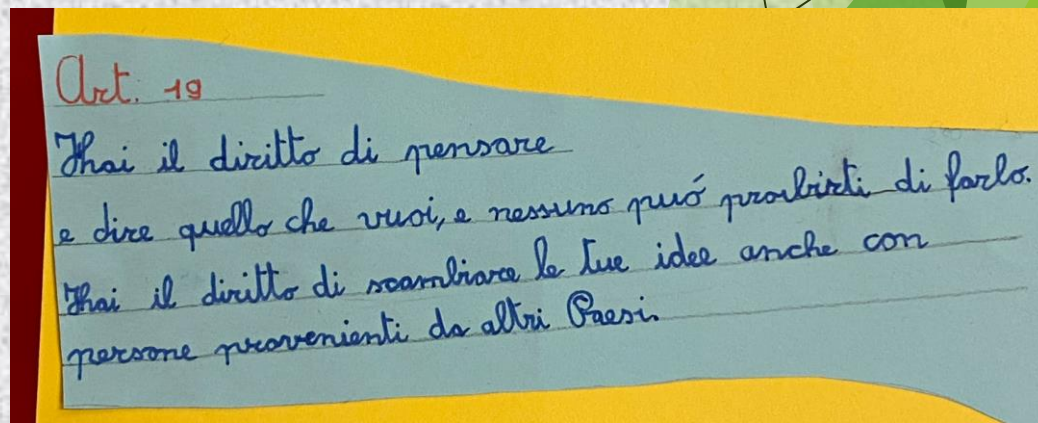 Art. 19
Hai il diritto di pensare
e dire quello che vuoi, e nessuno puó proibirti di farlo.
Hai il diritto di scambiare le tue idee anche con
persone provenienti da altri Paesi.